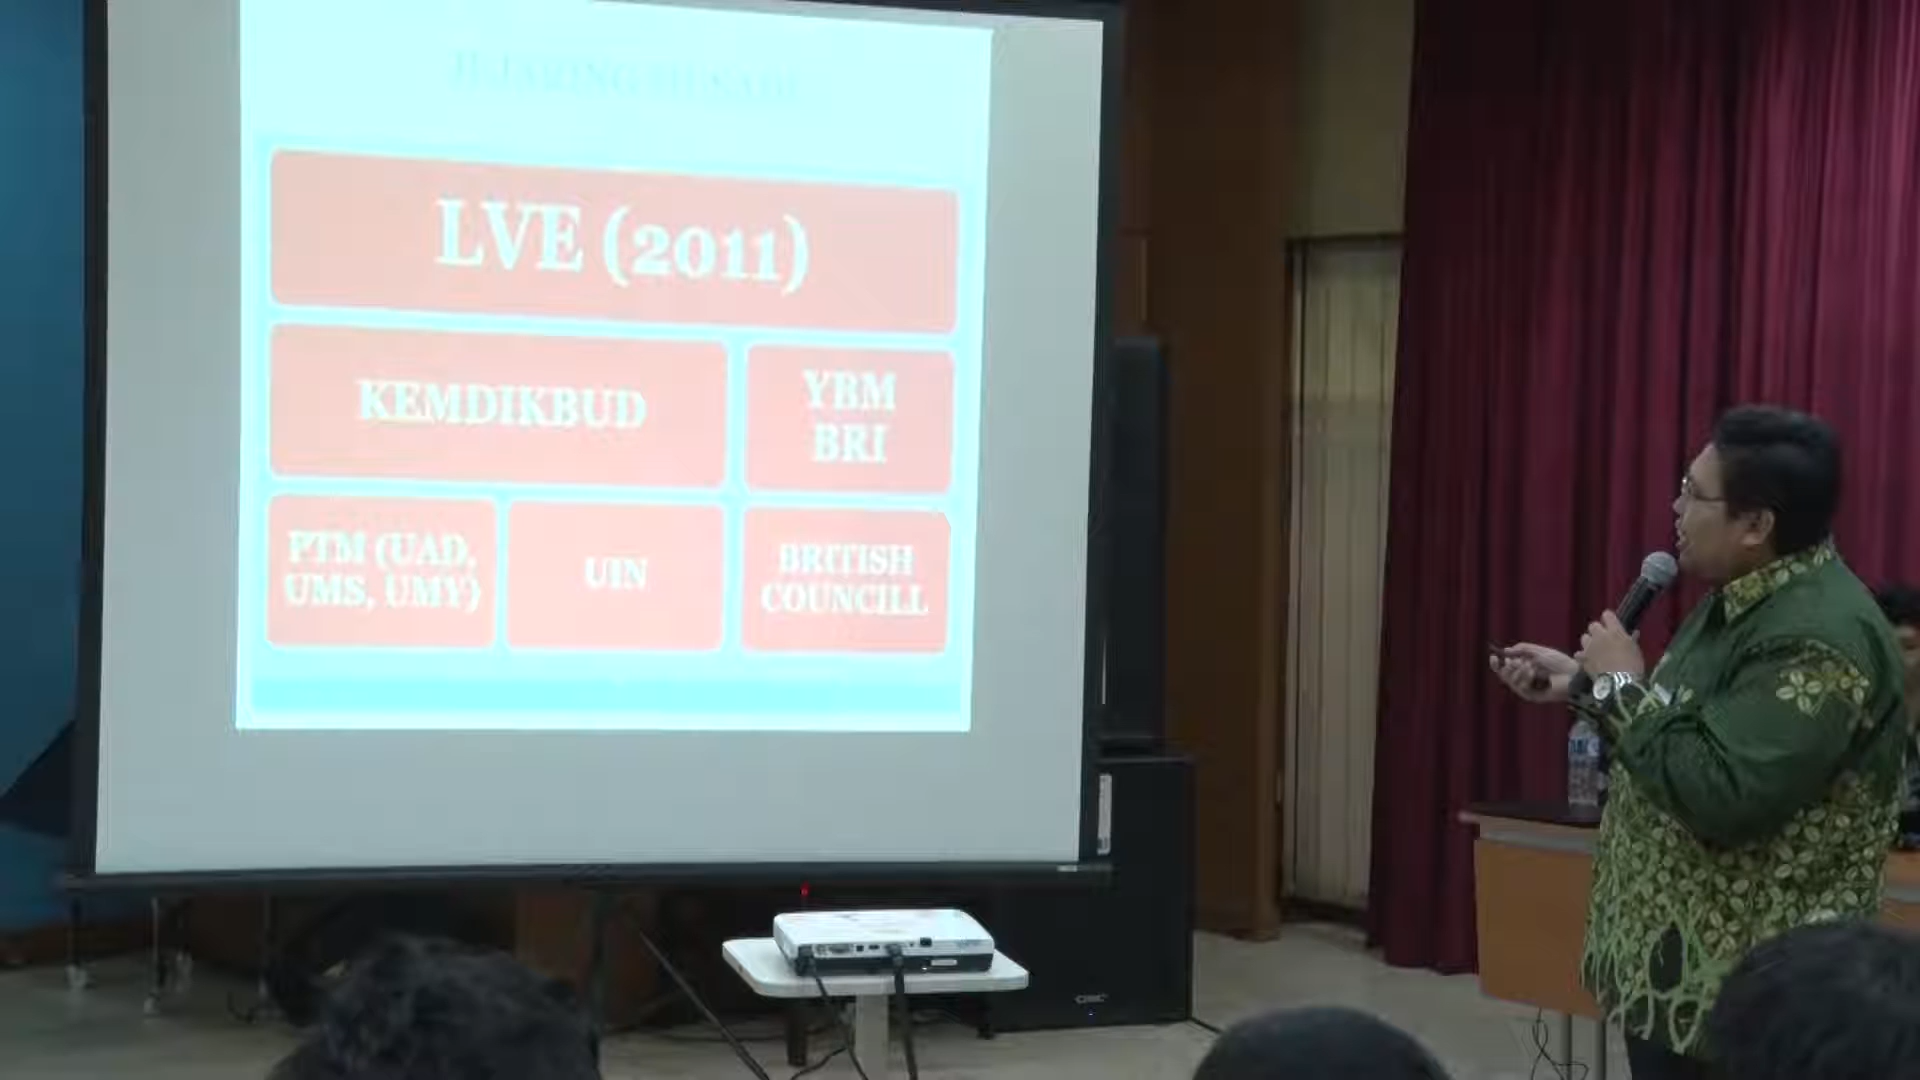 LVE (2011)
KEMDIKBUD
YBM
BRI
PTM (UAD,
UMS, UMY)
UIN
BRITISH
COUNCILL